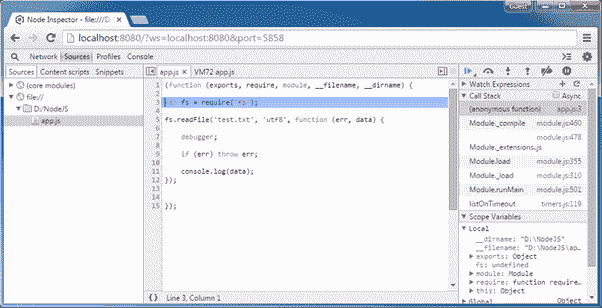 Node Inspector - file:///D:
Guest
localhost:8080/?ws=localhost:8080&port=5858
Network Sources Profiles Console
Sources Content scripts Snippets
(core modules)
file://
D:/NodeJS
app.js
app.js × VM72 app.js
1 (function (exports, require, module, __filename, __dirname) {
2
3 var fs = require('fs');
4
5 fs.readFile('test.txt', 'utf8', function (err, data) {
6
7 debugger;
8
9 if (err) throw err;
10
11 console.log(data);
12 });
13
14
15 });
{} Line 3, Column 1
Watch Expressions
Call Stack Async
(anonymous function) app.js:3
Module._compile module.js:460
module.js:478
Module._extensions.js
Module.load module.js:355
Module._load module.js:310
Module.runMain module.js:501
listOnTimeout timers.js:119
Scope Variables
Local
__dirname: "D:\NodeJS"
__filename: "D:\NodeJS\ap…
exports: Object
fs: undefined
module: Module
require: function require…
this: Object
Global Object